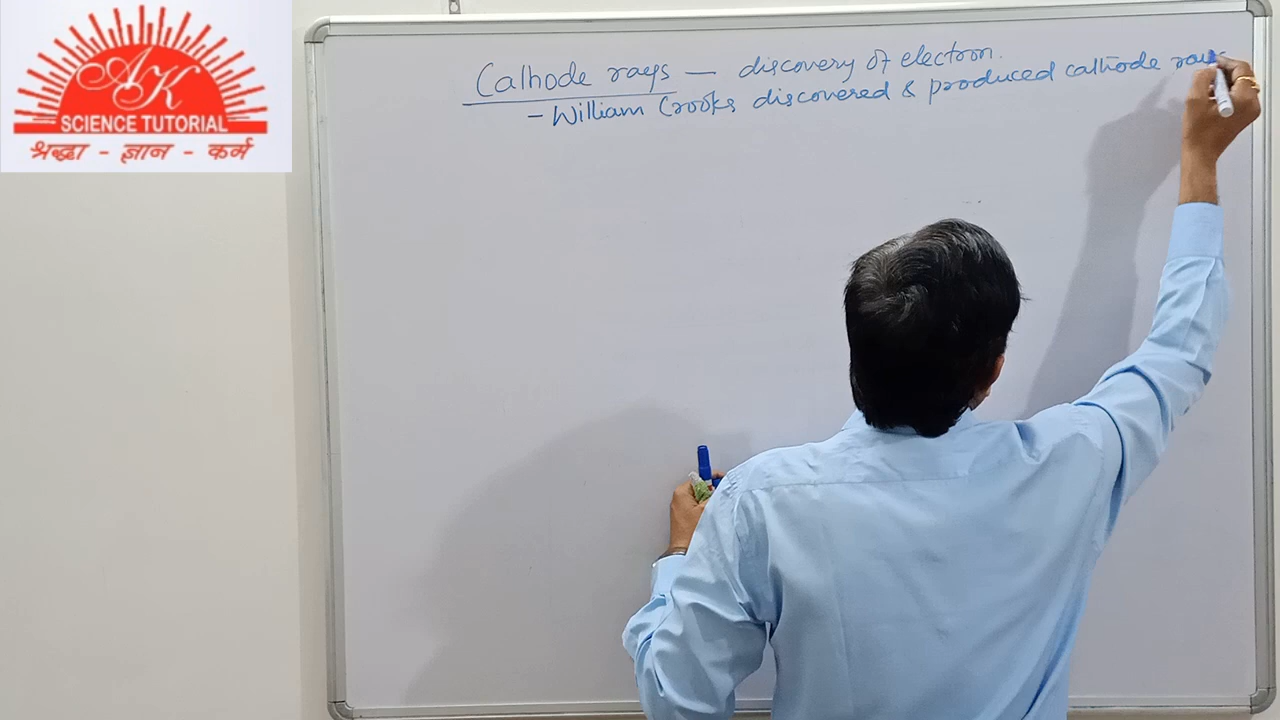 AK
SCIENCE TUTORIAL
श्रद्धा - ज्ञान - कर्म
Cathode rays — discovery of electron.
- William Crooks discovered & produced cathode rays